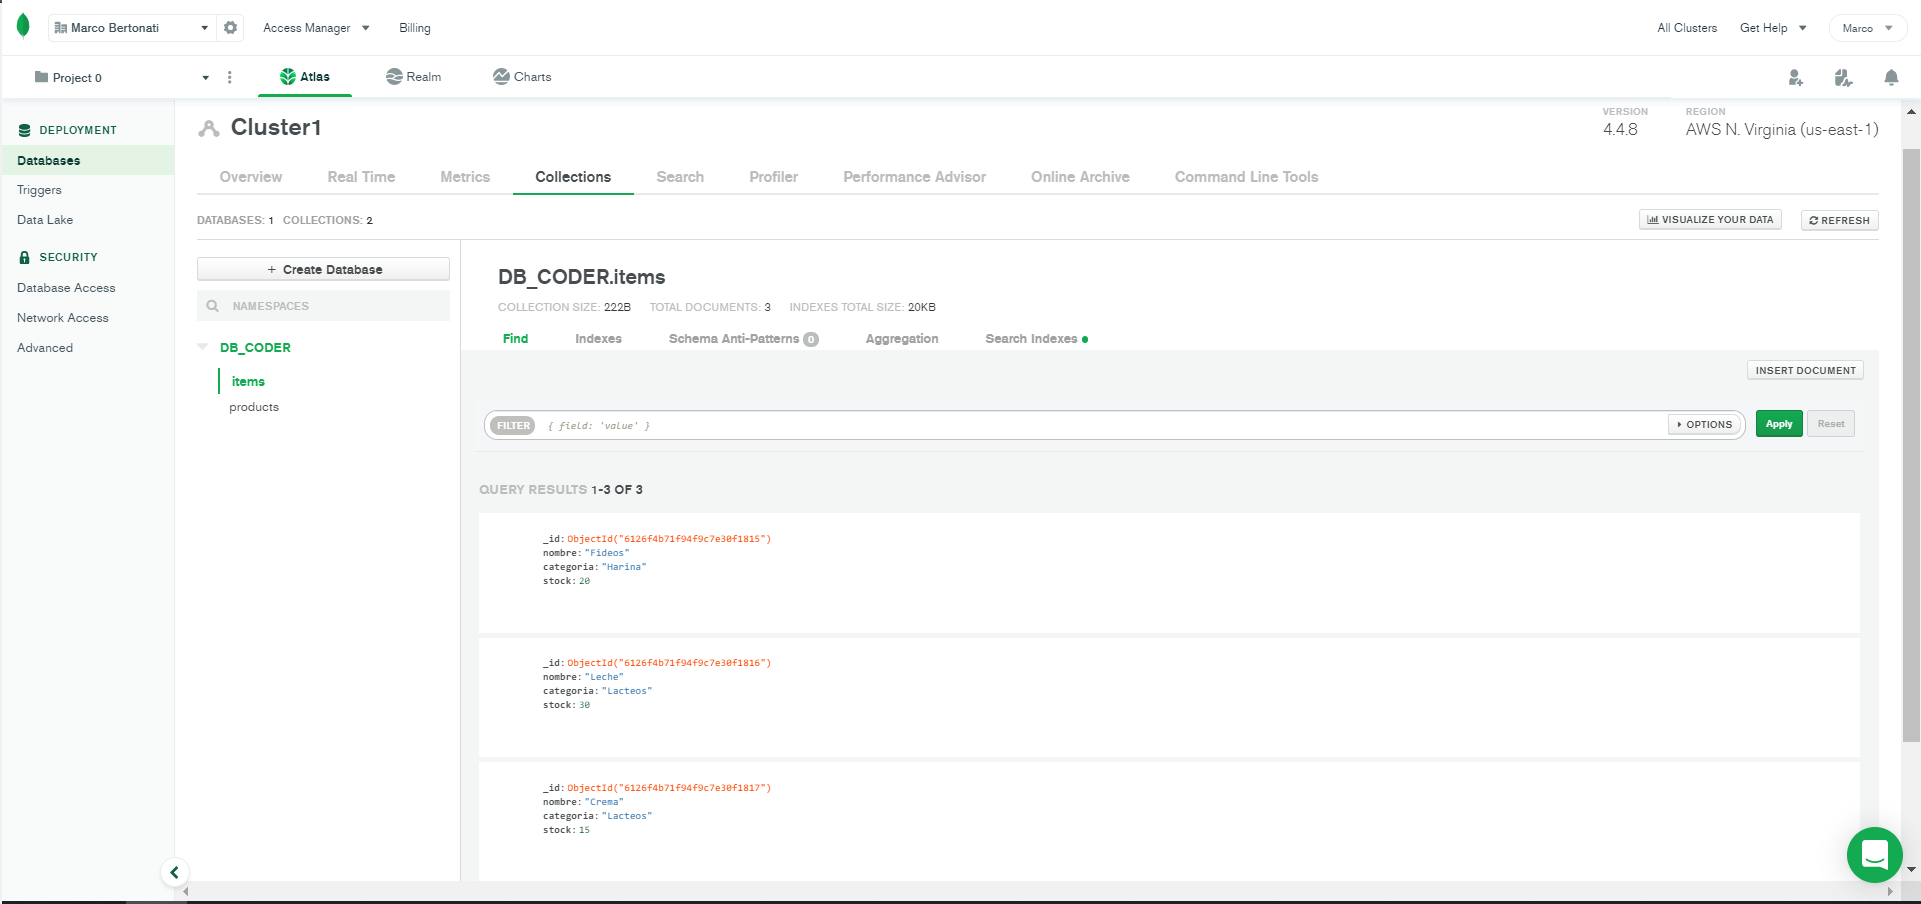 Marco Bertonati
Access Manager
Billing
All Clusters
Get Help
Marco
Project 0
Atlas
Realm
Charts
DEPLOYMENT
Databases
Triggers
Data Lake
SECURITY
Database Access
Network Access
Advanced
Cluster1
VERSION
4.4.8
REGION
AWS N. Virginia (us-east-1)
Overview
Real Time
Metrics
Collections
Search
Profiler
Performance Advisor
Online Archive
Command Line Tools
DATABASES: 1 COLLECTIONS: 2
VISUALIZE YOUR DATA
REFRESH
+ Create Database
NAMESPACES
DB_CODER
items
products
DB_CODER.items
COLLECTION SIZE: 222B TOTAL DOCUMENTS: 3 INDEXES TOTAL SIZE: 20KB
Find
Indexes
Schema Anti-Patterns 0
Aggregation
Search Indexes
INSERT DOCUMENT
FILTER { field: 'value' }
OPTIONS
Apply
Reset
QUERY RESULTS 1-3 OF 3
_id: ObjectId("6126f4b71f94f9c7e30f1815")
nombre: "Fideos"
categoria: "Harina"
stock: 20
_id: ObjectId("6126f4b71f94f9c7e30f1816")
nombre: "Leche"
categoria: "Lacteos"
stock: 30
_id: ObjectId("6126f4b71f94f9c7e30f1817")
nombre: "Crema"
categoria: "Lacteos"
stock: 15